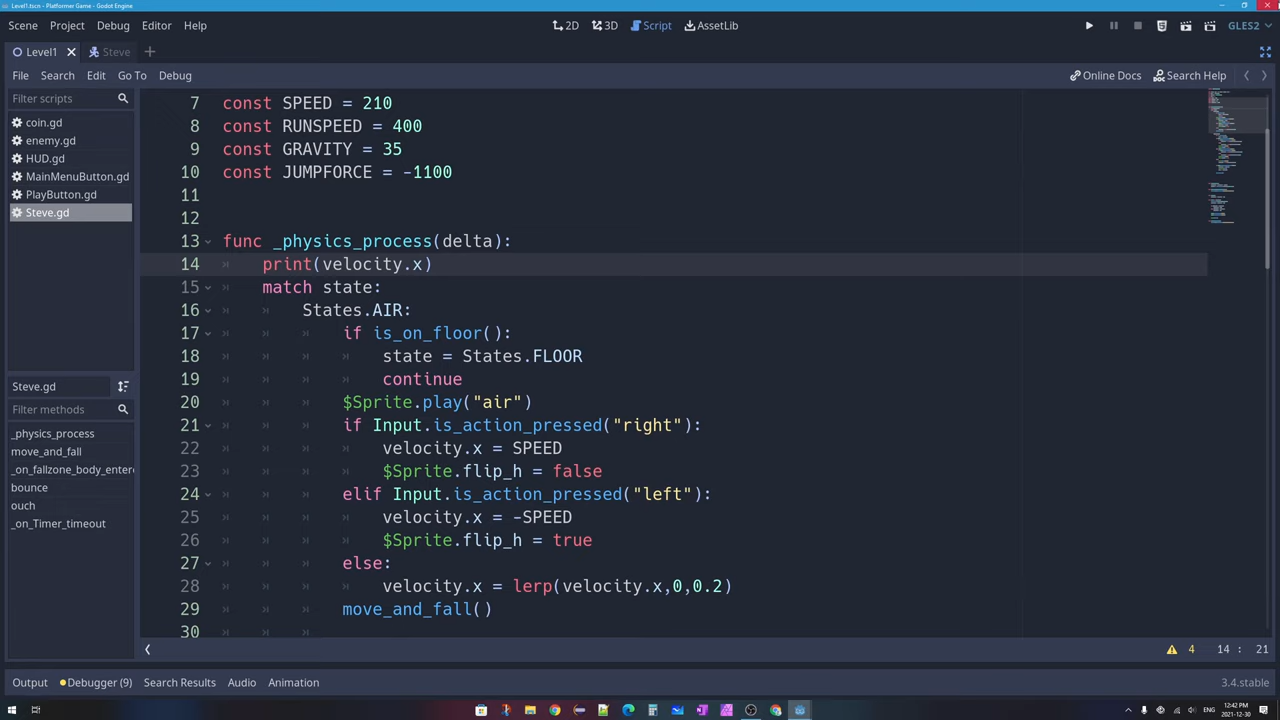 Level1.tscn - Platformer Game - Godot Engine
Scene Project Debug Editor Help
2D 3D Script AssetLib
GLES2
Level1 Steve
File Search Edit Go To Debug
Online Docs Search Help
Filter scripts
coin.gd
enemy.gd
HUD.gd
MainMenuButton.gd
PlayButton.gd
Steve.gd
Steve.gd
Filter methods
_physics_process
move_and_fall
_on_fallzone_body_entere
bounce
ouch
_on_Timer_timeout
7 const SPEED = 210
8 const RUNSPEED = 400
9 const GRAVITY = 35
10 const JUMPFORCE = -1100
11
12
13 func _physics_process(delta):
14 print(velocity.x)
15 match state:
16 States.AIR:
17 if is_on_floor():
18 state = States.FLOOR
19 continue
20 $Sprite.play("air")
21 if Input.is_action_pressed("right"):
22 velocity.x = SPEED
23 $Sprite.flip_h = false
24 elif Input.is_action_pressed("left"):
25 velocity.x = -SPEED
26 $Sprite.flip_h = true
27 else:
28 velocity.x = lerp(velocity.x,0,0.2)
29 move_and_fall()
30
4 14 : 21
Output Debugger (9) Search Results Audio Animation
3.4.stable
12:42 PM
2021-12-30